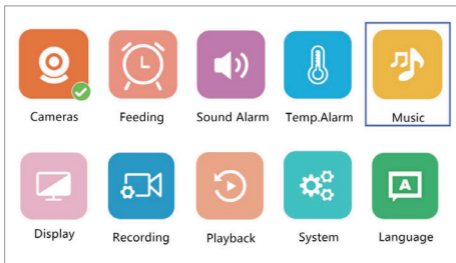 Cameras Feeding Sound Alarm Temp.Alarm Music
A
Display Recording Playback System Language